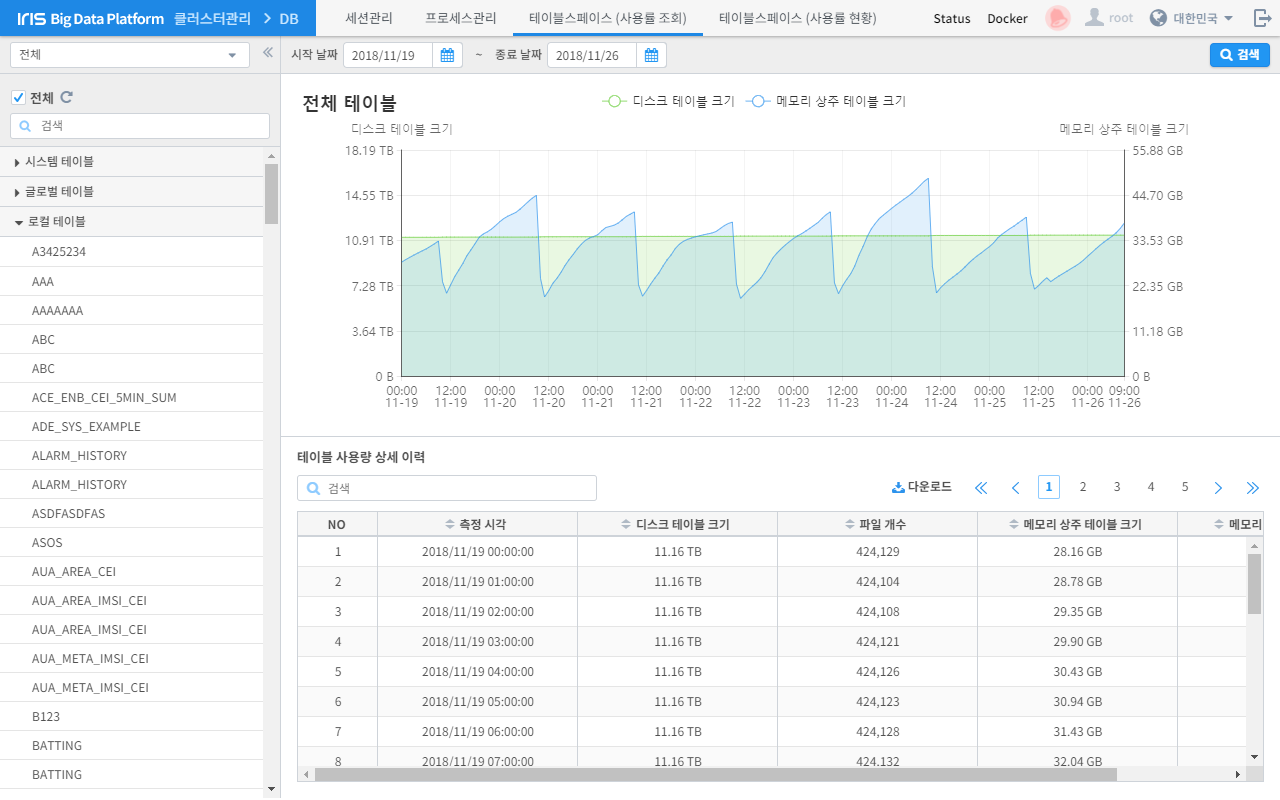 IRIS Big Data Platform 클러스터관리 > DB 세션관리 프로세스관리 테이블스페이스 (사용률 조회) 테이블스페이스 (사용률 현황) Status Docker root 대한민국
전체 시작 날짜 2018/11/19 ~ 종료 날짜 2018/11/26 검색
전체
검색
시스템 테이블
글로벌 테이블
로컬 테이블
A3425234
AAA
AAAAAAA
ABC
ABC
ACE_ENB_CEI_5MIN_SUM
ADE_SYS_EXAMPLE
ALARM_HISTORY
ALARM_HISTORY
ASDFASDFAS
ASOS
AUA_AREA_CEI
AUA_AREA_IMSI_CEI
AUA_AREA_IMSI_CEI
AUA_META_IMSI_CEI
AUA_META_IMSI_CEI
B123
BATTING
BATTING
전체 테이블
디스크 테이블 크기 메모리 상주 테이블 크기
디스크 테이블 크기 메모리 상주 테이블 크기
18.19 TB 55.88 GB
14.55 TB 44.70 GB
10.91 TB 33.53 GB
7.28 TB 22.35 GB
3.64 TB 11.18 GB
0 B 0 B
00:00 12:00 00:00 12:00 00:00 12:00 00:00 12:00 00:00 12:00 00:00 12:00 00:00 12:00 00:00 09:00
11-19 11-19 11-20 11-20 11-21 11-21 11-22 11-22 11-23 11-23 11-24 11-24 11-25 11-25 11-26 11-26
테이블 사용량 상세 이력
검색 다운로드 1 2 3 4 5
NO 측정 시각 디스크 테이블 크기 파일 개수 메모리 상주 테이블 크기 메모리
1 2018/11/19 00:00:00 11.16 TB 424,129 28.16 GB
2 2018/11/19 01:00:00 11.16 TB 424,104 28.78 GB
3 2018/11/19 02:00:00 11.16 TB 424,108 29.35 GB
4 2018/11/19 03:00:00 11.16 TB 424,121 29.90 GB
5 2018/11/19 04:00:00 11.16 TB 424,126 30.43 GB
6 2018/11/19 05:00:00 11.16 TB 424,123 30.94 GB
7 2018/11/19 06:00:00 11.16 TB 424,128 31.43 GB
8 2018/11/19 07:00:00 11.16 TB 424,132 32.04 GB